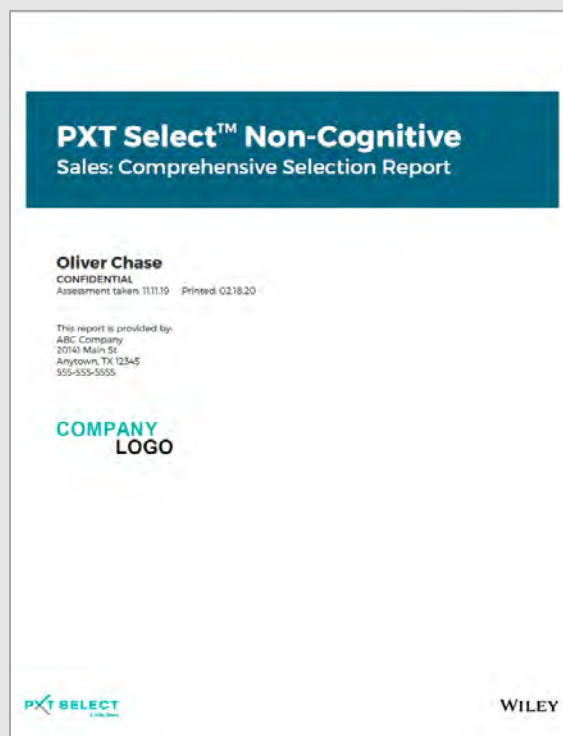 PXT Select™ Non-Cognitive
Sales: Comprehensive Selection Report
Oliver Chase
CONFIDENTIAL
Assessment taken: 11.11.19 Printed: 02.18.20
This report is provided by:
ABC Company
20141 Main St
Anytown, TX 12345
555-555-5555
COMPANY
LOGO
PXT SELECT
WILEY